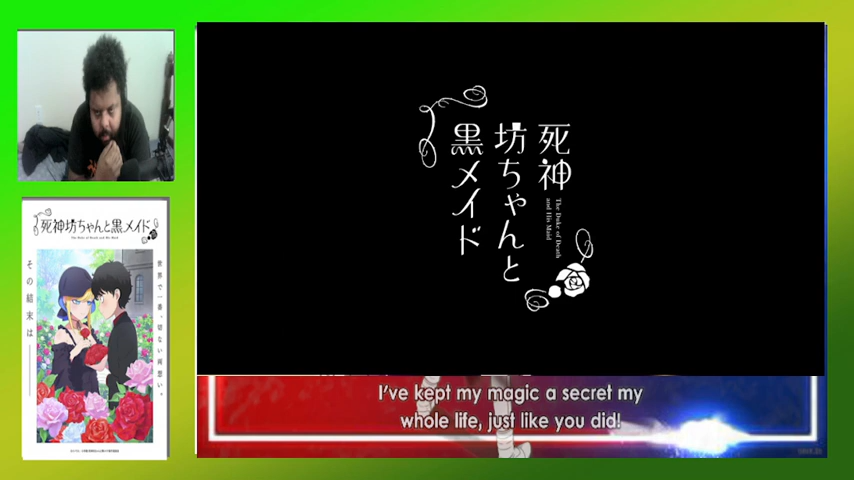 死神
坊ちゃんと
黒メイド
The Duke of Death
and His Maid
死神坊ちゃんと黒メイド
The Duke of Death and His Maid
世界で一番、切ない両想い。
その結末は
I've kept my magic a secret my
whole life, just like you did!